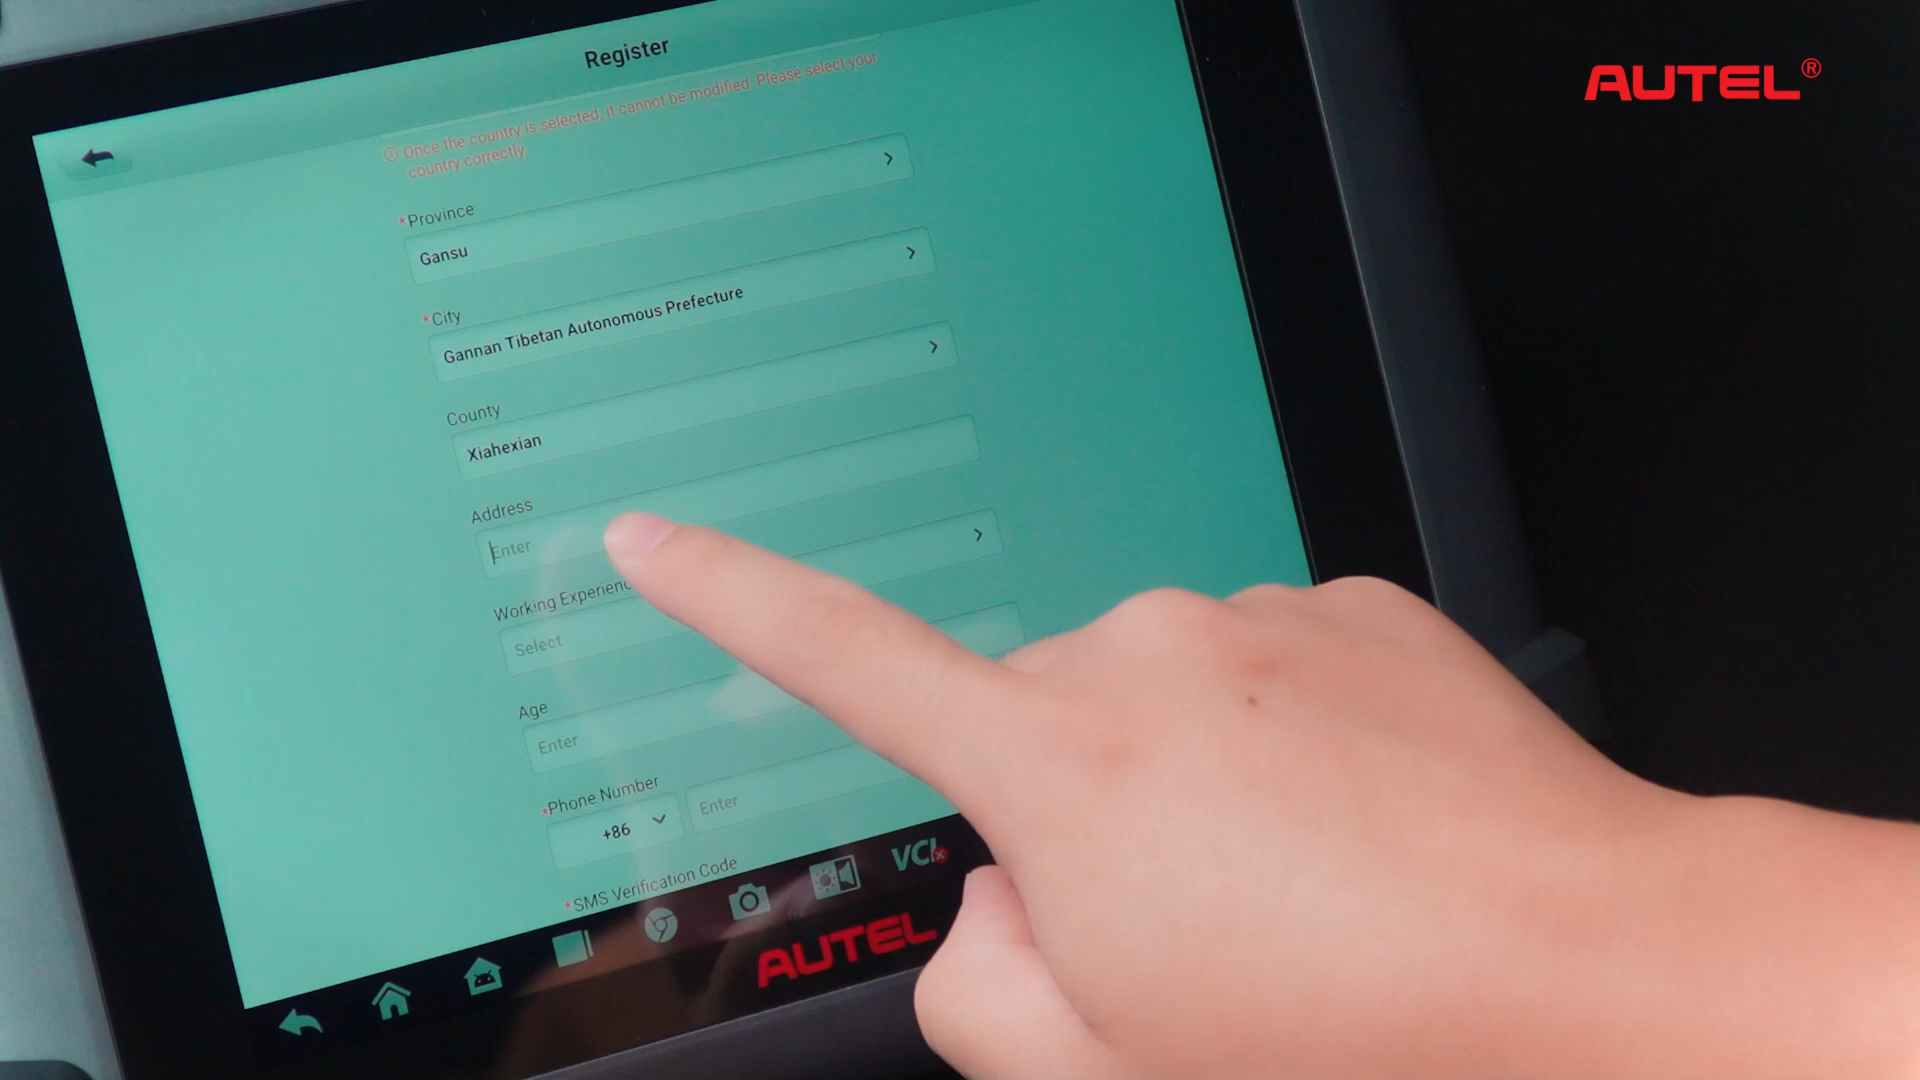 AUTEL®
Register
Once the country is selected, it cannot be modified. Please select your
country correctly.
*Province
Gansu
*City
Gannan Tibetan Autonomous Prefecture
County
Xiahexian
Address
Enter
Working Experienc
Select
Age
Enter
*Phone Number
+86
Enter
*SMS Verification Code
VCI
AUTEL